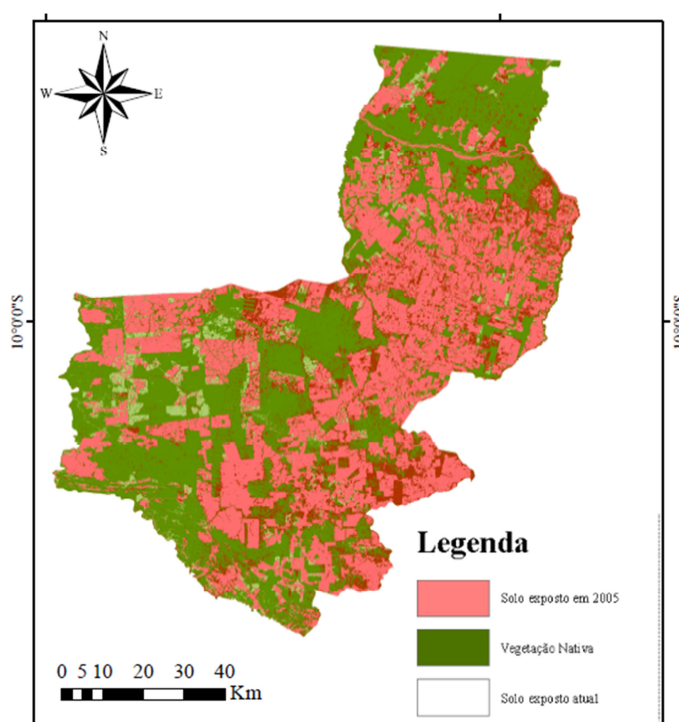 N
W E
S
10°0'0"S
10°0'0"S
Legenda
Solo exposto em 2005
Vegetação Nativa
Solo exposto atual
0 5 10 20 30 40
Km